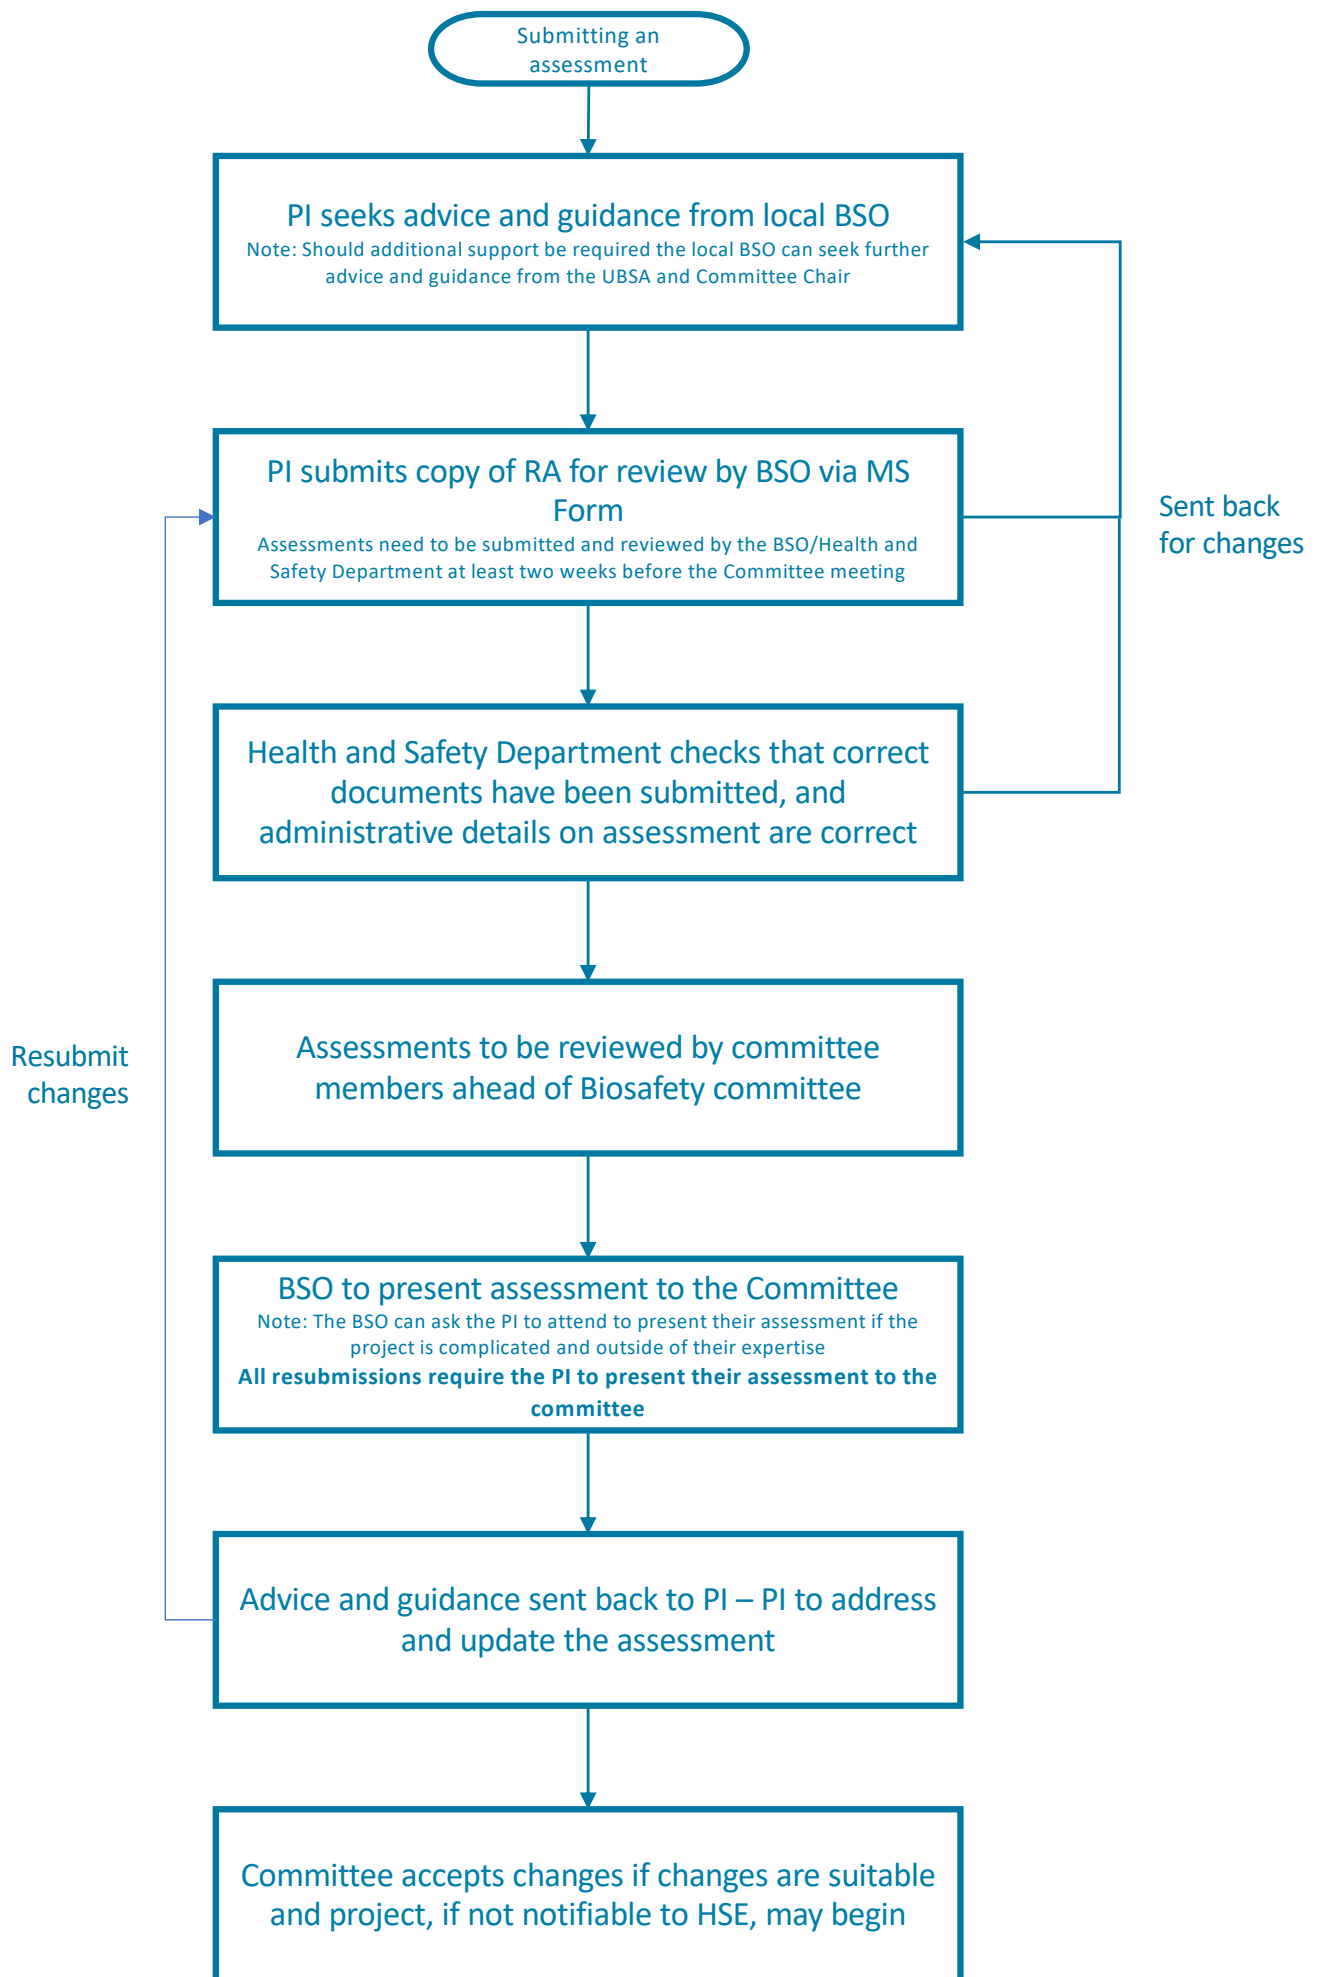 Submitting an
assessment
PI seeks advice and guidance from local BSO
Note: Should additional support be required the local BSO can seek further
advice and guidance from the UBSA and Committee Chair
PI submits copy of RA for review by BSO via MS
Form
Assessments need to be submitted and reviewed by the BSO/Health and
Safety Department at least two weeks before the Committee meeting
Sent back
for changes
Health and Safety Department checks that correct
documents have been submitted, and
administrative details on assessment are correct
Assessments to be reviewed by committee
members ahead of Biosafety committee
Resubmit
changes
BSO to present assessment to the Committee
Note: The BSO can ask the PI to attend to present their assessment if the
project is complicated and outside of their expertise
All resubmissions require the PI to present their assessment to the
committee
Advice and guidance sent back to PI – PI to address
and update the assessment
Committee accepts changes if changes are suitable
and project, if not notifiable to HSE, may begin